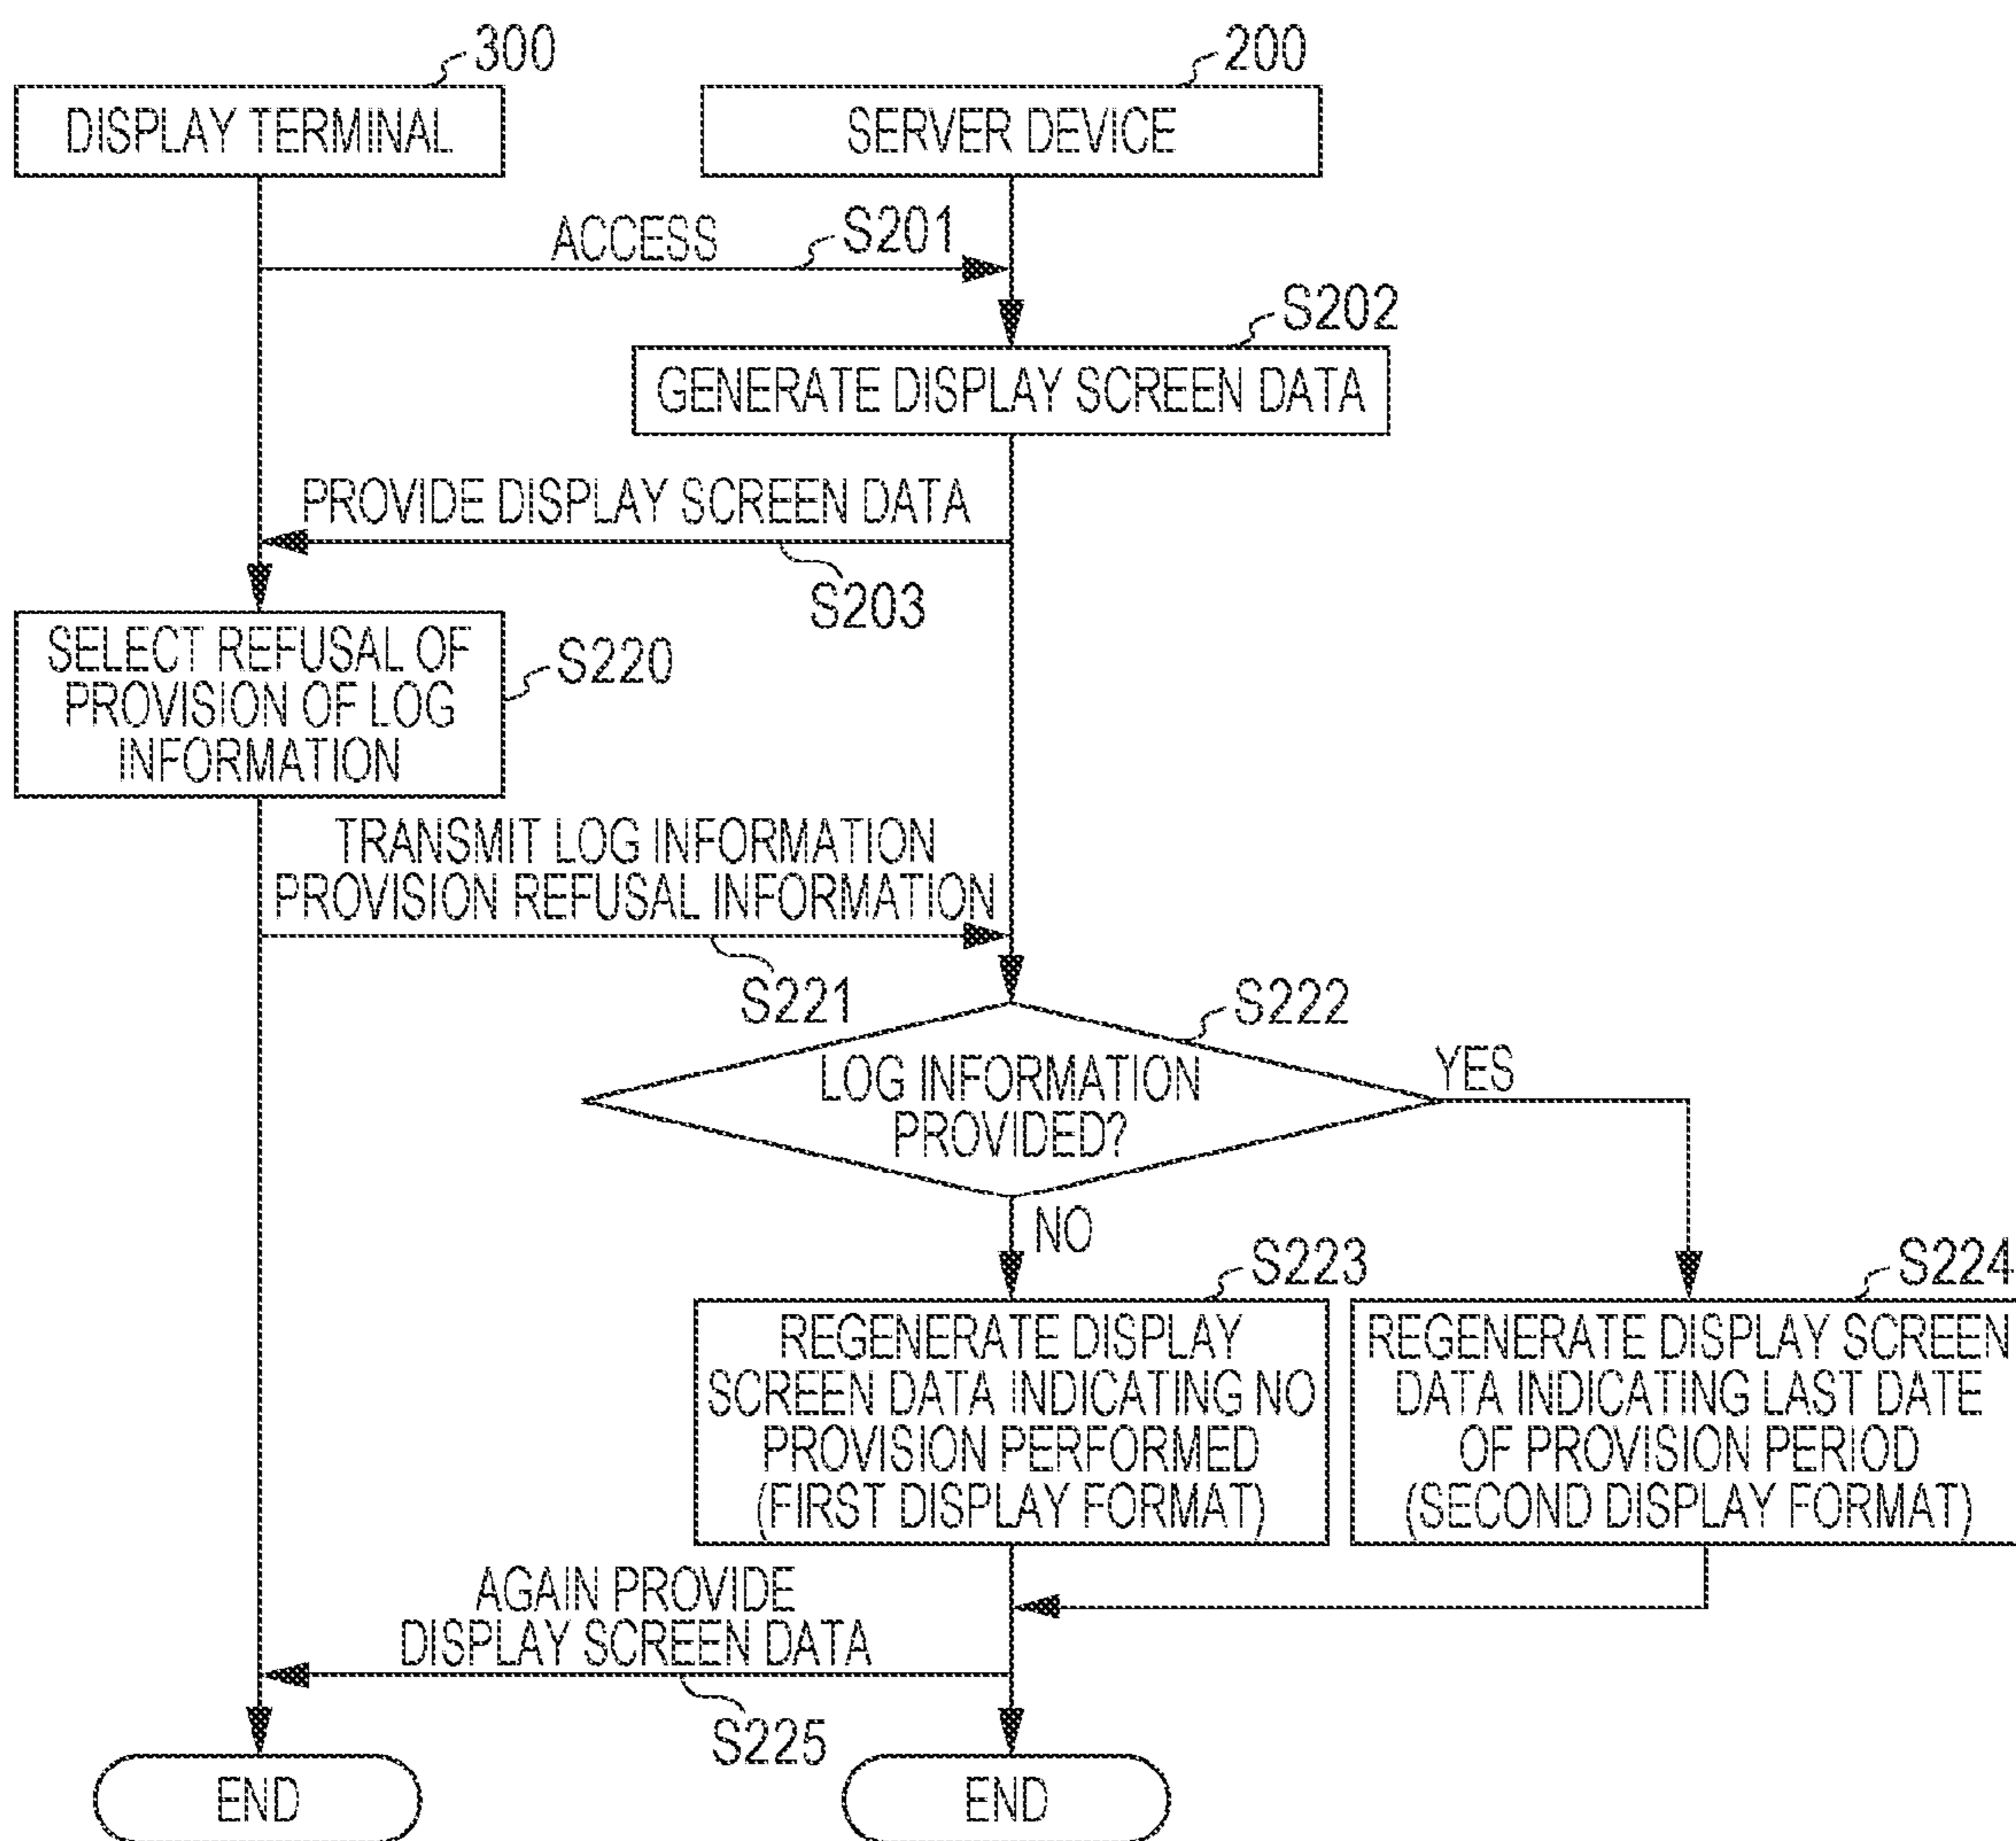 300
200
DISPLAY TERMINAL
SERVER DEVICE
ACCESS
S201
S202
GENERATE DISPLAY SCREEN DATA
PROVIDE DISPLAY SCREEN DATA
S203
SELECT REFUSAL OF
PROVISION OF LOG
INFORMATION
S220
TRANSMIT LOG INFORMATION
PROVISION REFUSAL INFORMATION
S221
S222
LOG INFORMATION
PROVIDED?
YES
NO
S223
REGENERATE DISPLAY
SCREEN DATA INDICATING NO
PROVISION PERFORMED
(FIRST DISPLAY FORMAT)
S224
REGENERATE DISPLAY SCREEN
DATA INDICATING LAST DATE
OF PROVISION PERIOD
(SECOND DISPLAY FORMAT)
AGAIN PROVIDE
DISPLAY SCREEN DATA
S225
END
END